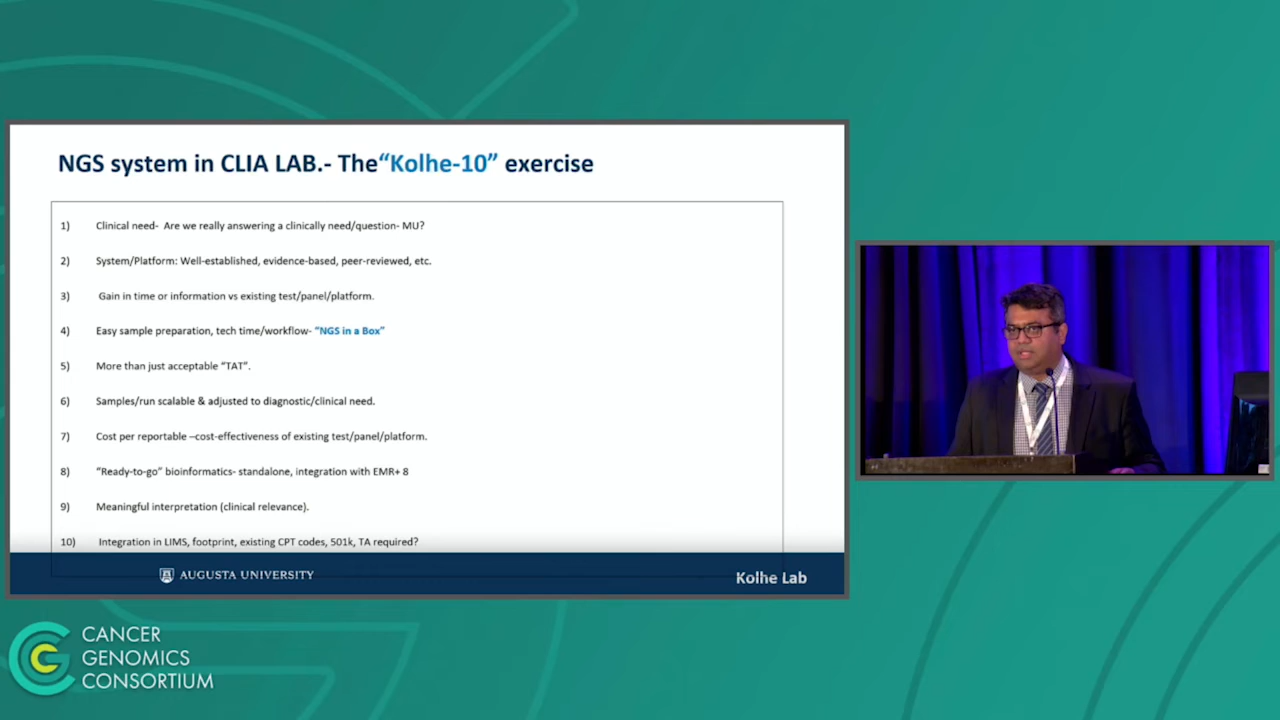 NGS system in CLIA LAB.- The“Kolhe-10” exercise
1) Clinical need- Are we really answering a clinically need/question- MU?
2) System/Platform: Well-established, evidence-based, peer-reviewed, etc.
3) Gain in time or information vs existing test/panel/platform.
4) Easy sample preparation, tech time/workflow- “NGS in a Box”
5) More than just acceptable “TAT”.
6) Samples/run scalable & adjusted to diagnostic/clinical need.
7) Cost per reportable –cost-effectiveness of existing test/panel/platform.
8) “Ready-to-go” bioinformatics- standalone, integration with EMR+ 8
9) Meaningful interpretation (clinical relevance).
10) Integration in LIMS, footprint, existing CPT codes, 501k, TA required?
AUGUSTA UNIVERSITY
Kolhe Lab
CANCER
GENOMICS
CONSORTIUM